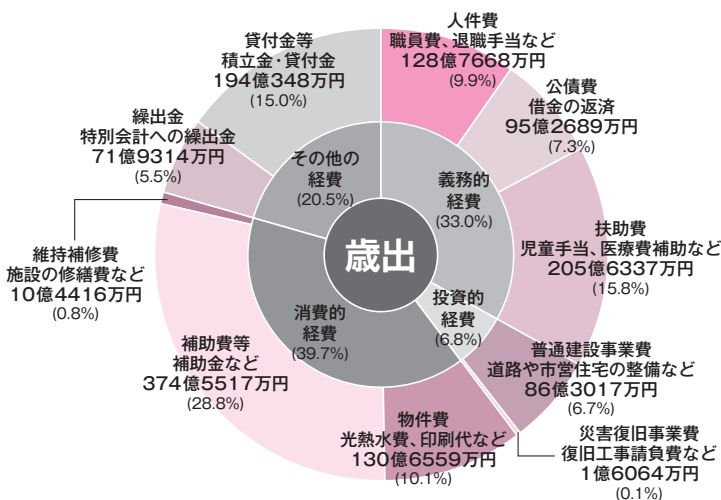 歳出
義務的
経費
(33.0%)
人件費
職員費、退職手当など
128億7668万円
(9.9%)
公債費
借金の返済
95億2689万円
(7.3%)
扶助費
児童手当、医療費補助など
205億6337万円
(15.8%)
投資的
経費
(6.8%)
普通建設事業費
道路や市営住宅の整備など
86億3017万円
(6.7%)
災害復旧事業費
復旧工事請負費など
1億6064万円
(0.1%)
消費的
経費
(39.7%)
物件費
光熱水費、印刷代など
130億6559万円
(10.1%)
補助費等
補助金など
374億5517万円
(28.8%)
維持補修費
施設の修繕費など
10億4416万円
(0.8%)
その他の
経費
(20.5%)
繰出金
特別会計への繰出金
71億9314万円
(5.5%)
貸付金等
積立金・貸付金
194億348万円
(15.0%)